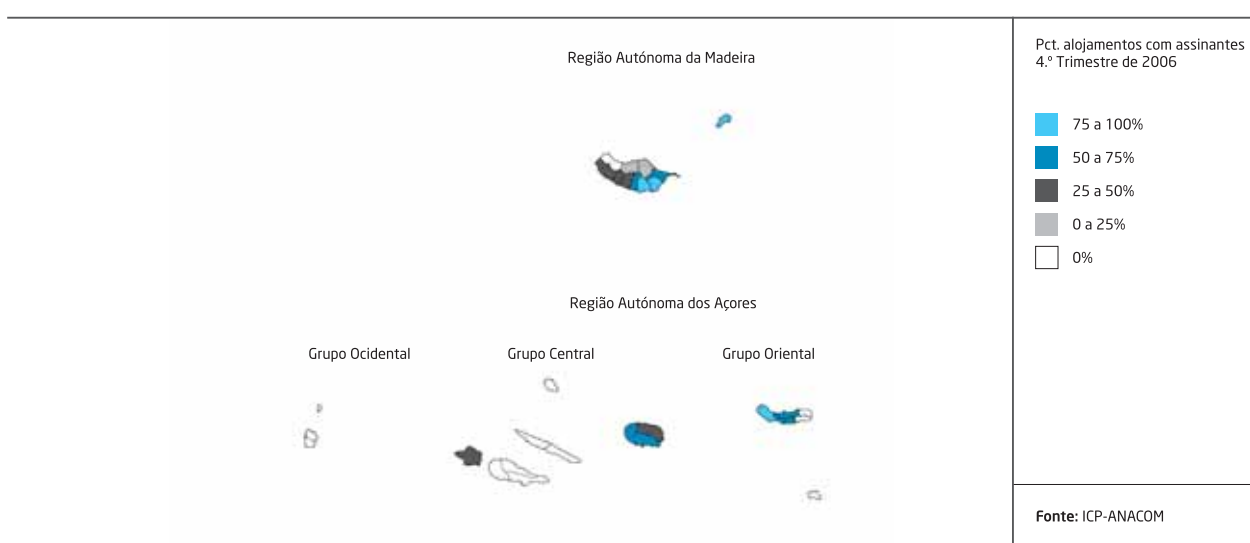 Região Autónoma da Madeira
Região Autónoma dos Açores
Grupo Ocidental
Grupo Central
Grupo Oriental
Pct. alojamentos com assinantes
4.º Trimestre de 2006
75 a 100%
50 a 75%
25 a 50%
0 a 25%
0%
Fonte: ICP-ANACOM